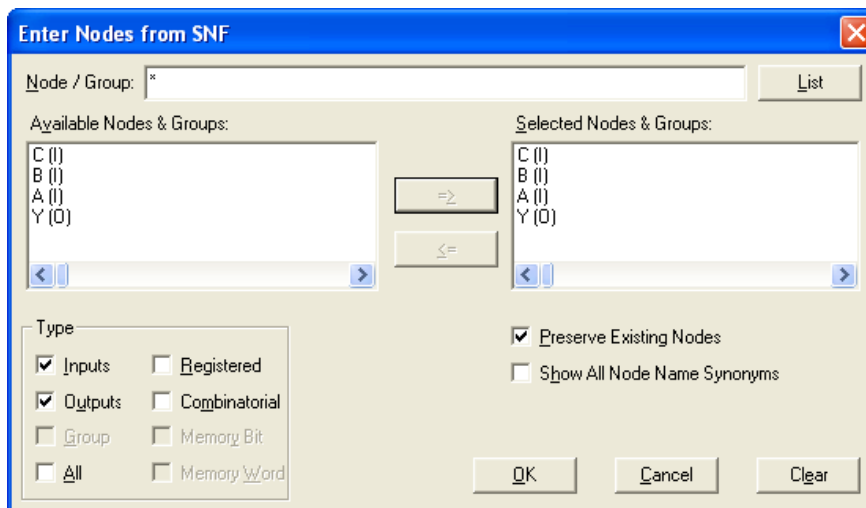 Enter Nodes from SNF
Node / Group: *
List
Available Nodes & Groups:
C (I)
B (I)
A (I)
Y (O)
=>
<=
Selected Nodes & Groups:
C (I)
B (I)
A (I)
Y (O)
Type
Inputs Registered
Outputs Combinatorial
Group Memory Bit
All Memory Word
Preserve Existing Nodes
Show All Node Name Synonyms
OK Cancel Clear